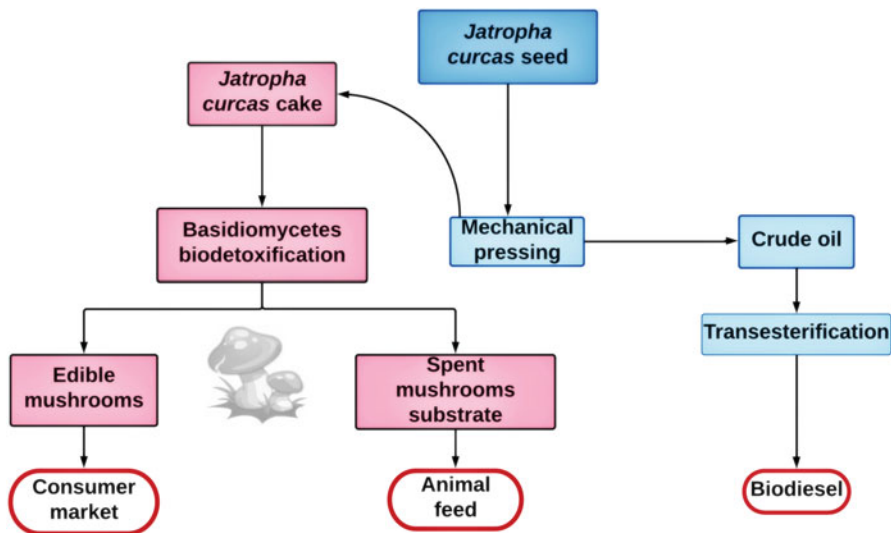 Jatropha
curcas seed
Jatropha
curcas cake
Basidiomycetes
biodetoxification
Mechanical
pressing
Crude oil
Transesterification
Edible
mushrooms
Spent
mushrooms
substrate
Consumer
market
Animal
feed
Biodiesel